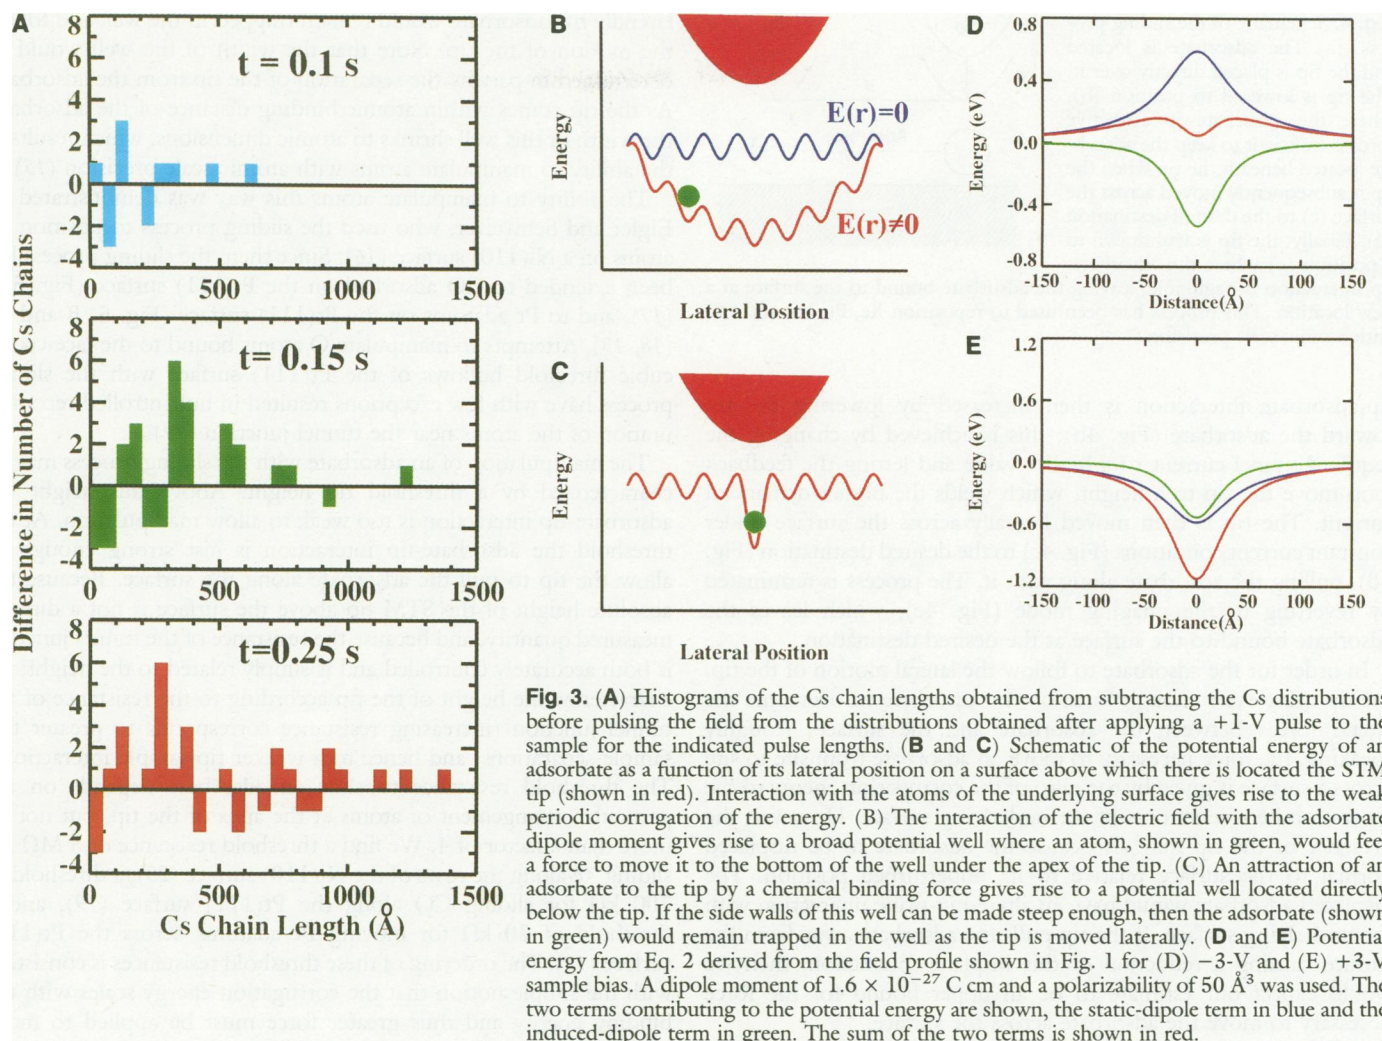 A
8
6
4
2
0
-2
-4
t = 0.1 s
0 500 1000 1500
8
6
4
2
0
-2
-4
t= 0.15 s
0 500 1000 1500
8
6
4
2
0
-2
-4
t=0.25 s
0 500 1000 1500
Difference in Number of Cs Chains
Cs Chain Length (Å)
B
Energy
E(r)=0
E(r)≠0
Lateral Position
C
Energy
Lateral Position
D
Energy (eV)
0.8
0.4
0.0
-0.4
-0.8
-150 -100 -50 0 50 100 150
Distance(Å)
E
Energy (eV)
1.2
0.6
0.0
-0.6
-1.2
-150 -100 -50 0 50 100 150
Distance(Å)
Fig. 3. (A) Histograms of the Cs chain lengths obtained from subtracting the Cs distributions
before pulsing the field from the distributions obtained after applying a +1-V pulse to the
sample for the indicated pulse lengths. (B and C) Schematic of the potential energy of an
adsorbate as a function of its lateral position on a surface above which there is located the STM
tip (shown in red). Interaction with the atoms of the underlying surface gives rise to the weak
periodic corrugation of the energy. (B) The interaction of the electric field with the adsorbate
dipole moment gives rise to a broad potential well where an atom, shown in green, would feel
a force to move it to the bottom of the well under the apex of the tip. (C) An attraction of an
adsorbate to the tip by a chemical binding force gives rise to a potential well located directly
below the tip. If the side walls of this well can be made steep enough, then the adsorbate (shown
in green) would remain trapped in the well as the tip is moved laterally. (D and E) Potential
energy from Eq. 2 derived from the field profile shown in Fig. 1 for (D) −3-V and (E) +3-V
sample bias. A dipole moment of 1.6 × 10⁻²⁷ C cm and a polarizability of 50 Å³ was used. The
two terms contributing to the potential energy are shown, the static-dipole term in blue and the
induced-dipole term in green. The sum of the two terms is shown in red.